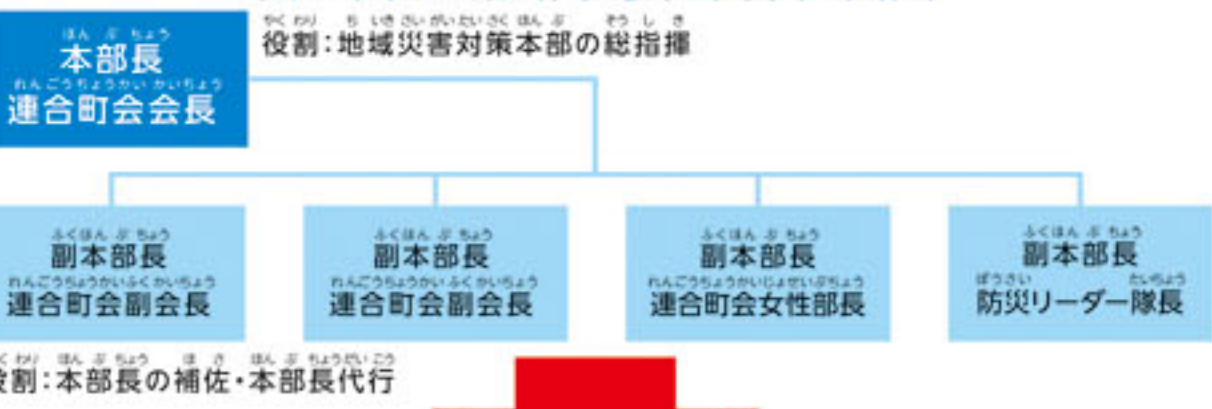 本部長
連合町会会長
役割:地域災害対策本部の総指揮
副本部長
連合町会副会長
副本部長
連合町会副会長
副本部長
連合町会女性部長
副本部長
防災リーダー隊長
役割:本部長の補佐・本部長代行